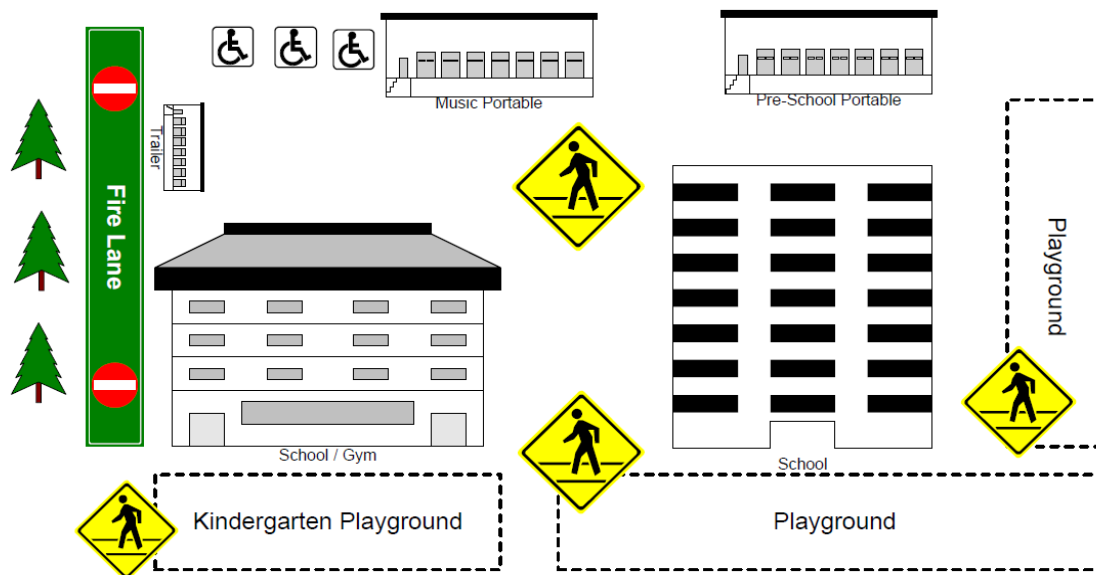 Music Portable
Pre-School Portable
Trailer
Fire Lane
Playground
School / Gym
School
Kindergarten Playground
Playground